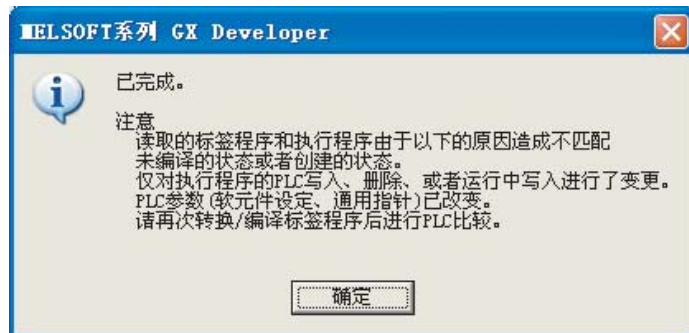 MELSOFT系列 GX Developer
已完成。
注意
读取的标签程序和执行程序由于以下的原因造成不匹配
未编译的状态或者创建的状态。
仅对执行程序的PLC写入、删除、或者运行中写入进行了变更。
PLC参数(软元件设定、通用指针)已改变。
请再次转换/编译标签程序后进行PLC比较。
确定